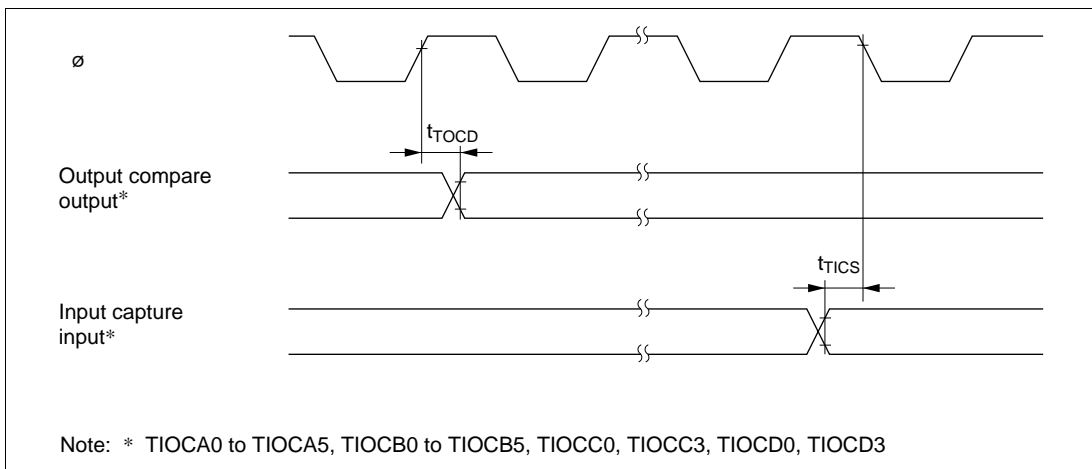 ø
tTOCD
Output compare
output*
tTICS
Input capture
input*
Note: * TIOCA0 to TIOCA5, TIOCB0 to TIOCB5, TIOCC0, TIOCC3, TIOCD0, TIOCD3